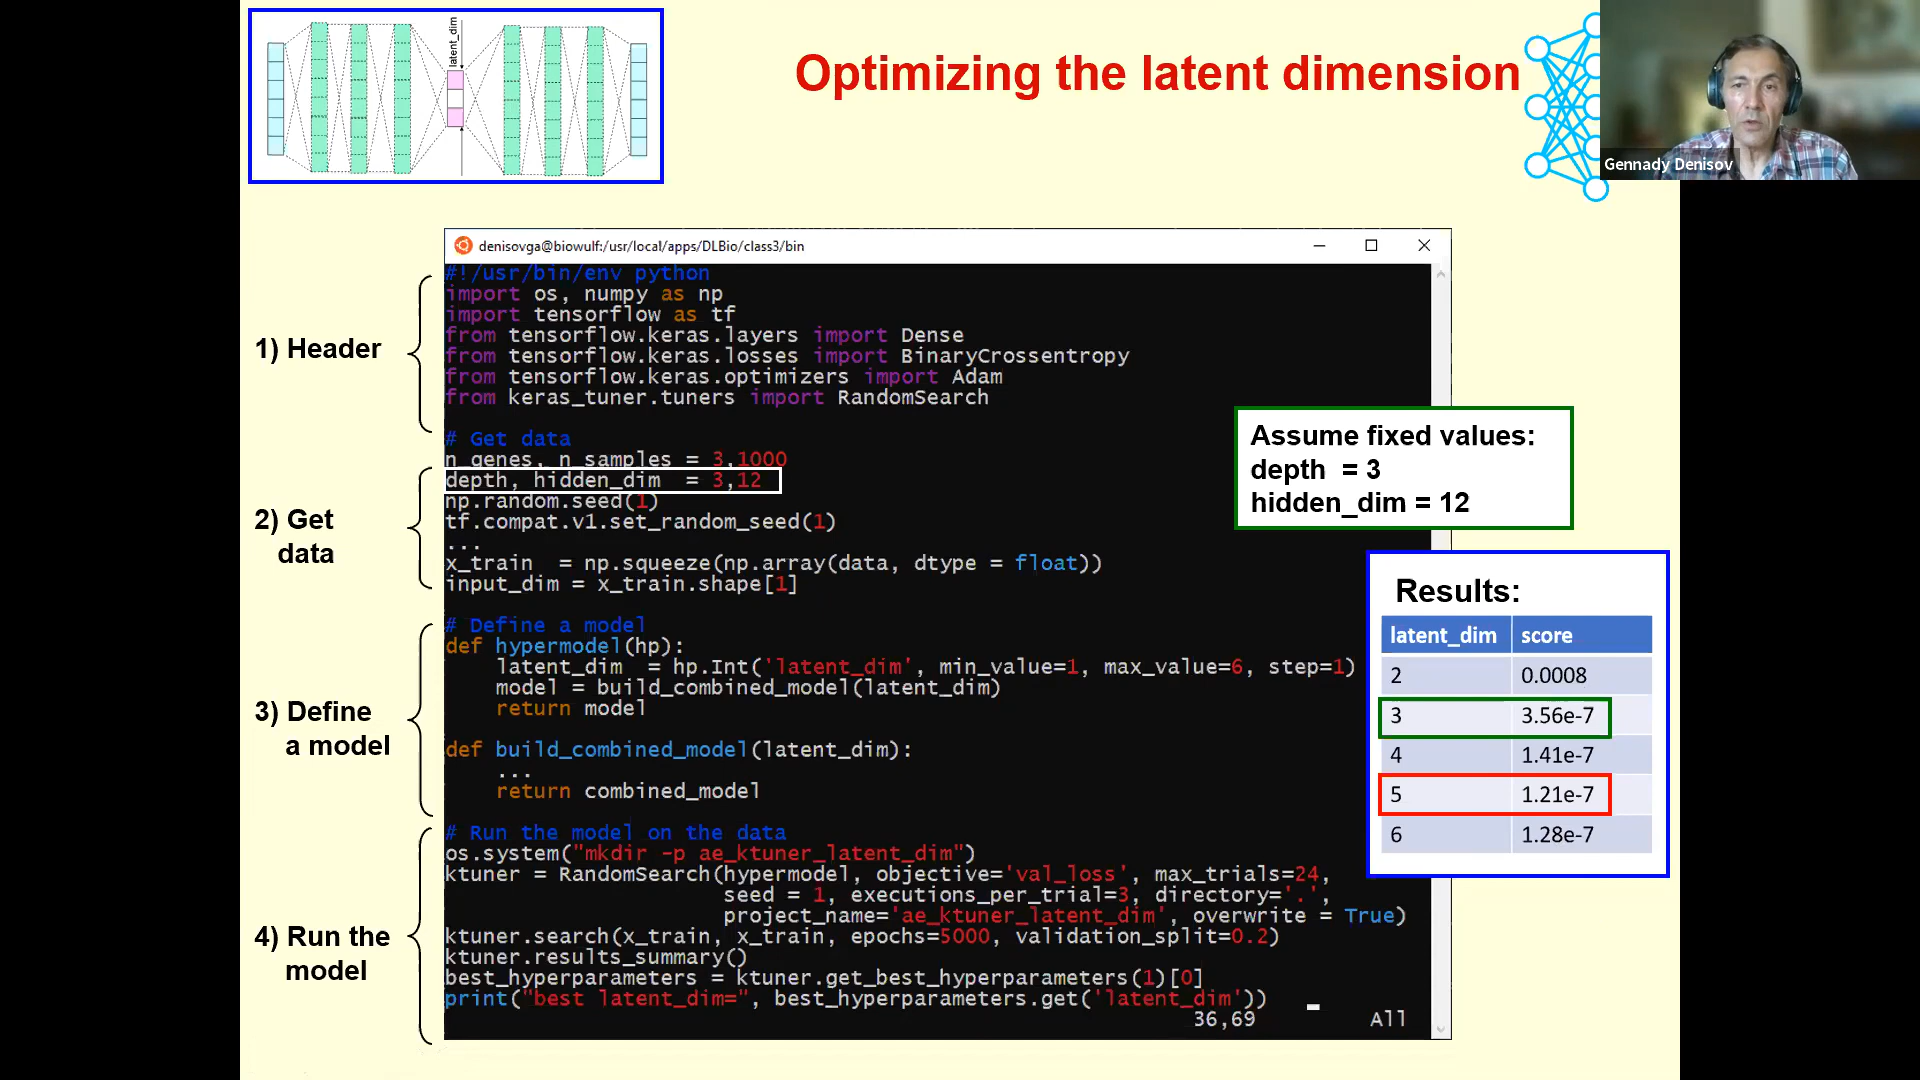 latent_dim
Optimizing the latent dimension
Gennady Denisov
denisovga@biowulf:/usr/local/apps/DLBio/class3/bin
1) Header
#!/usr/bin/env python
import os, numpy as np
import tensorflow as tf
from tensorflow.keras.layers import Dense
from tensorflow.keras.losses import BinaryCrossentropy
from tensorflow.keras.optimizers import Adam
from keras_tuner.tuners import RandomSearch
2) Get
data
# Get data
n_genes, n_samples = 3,1000
depth, hidden_dim  = 3,12
np.random.seed(1)
tf.compat.v1.set_random_seed(1)
...
x_train  = np.squeeze(np.array(data, dtype = float))
input_dim = x_train.shape[1]
3) Define
a model
# Define a model
def hypermodel(hp):
latent_dim  = hp.Int('latent_dim', min_value=1, max_value=6, step=1)
model = build_combined_model(latent_dim)
return model
def build_combined_model(latent_dim):
...
return combined_model
4) Run the
model
# Run the model on the data
os.system("mkdir -p ae_ktuner_latent_dim")
ktuner = RandomSearch(hypermodel, objective='val_loss', max_trials=24,
seed = 1, executions_per_trial=3, directory='.',
project_name='ae_ktuner_latent_dim', overwrite = True)
ktuner.search(x_train, x_train, epochs=5000, validation_split=0.2)
ktuner.results_summary()
best_hyperparameters = ktuner.get_best_hyperparameters(1)[0]
print("best latent_dim=", best_hyperparameters.get('latent_dim'))
36,69 All
Assume fixed values:
depth  = 3
hidden_dim = 12
Results:
latent_dim score
2 0.0008
3 3.56e-7
4 1.41e-7
5 1.21e-7
6 1.28e-7